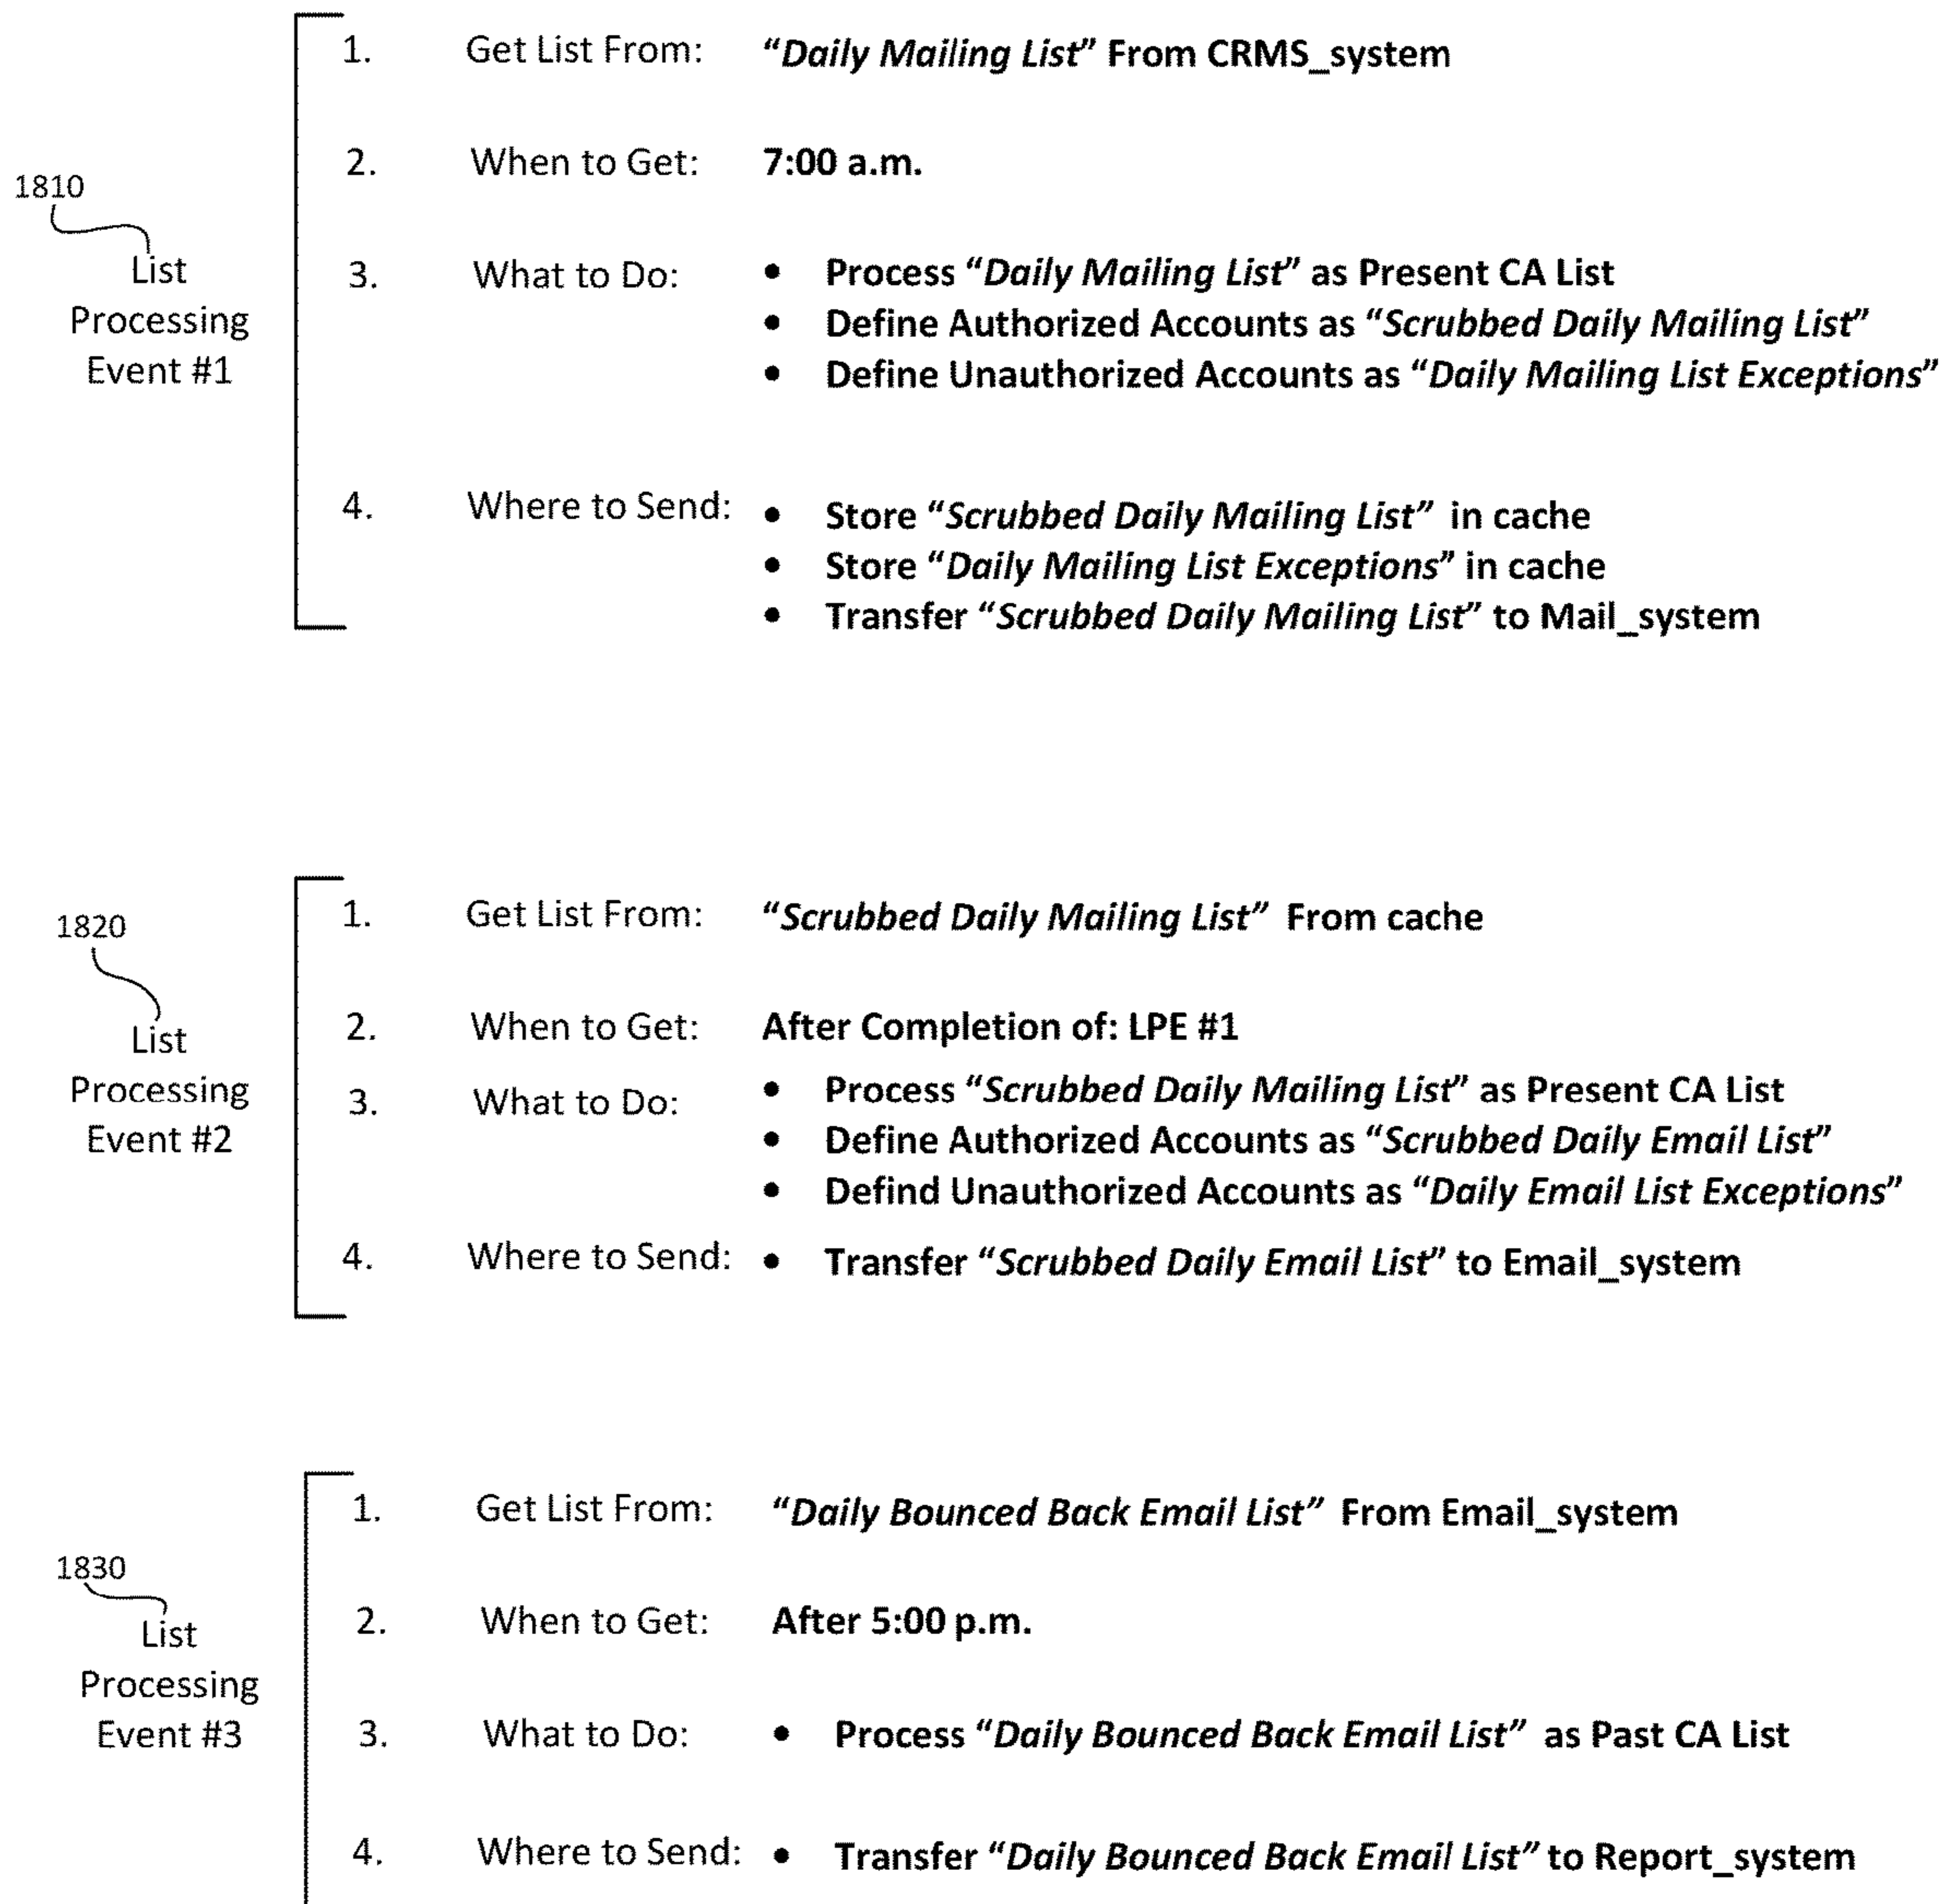 1. Get List From: “Daily Mailing List” From CRMS_system
2. When to Get: 7:00 a.m.
1810
List
Processing
Event #1
3. What to Do: • Process “Daily Mailing List” as Present CA List
• Define Authorized Accounts as “Scrubbed Daily Mailing List”
• Define Unauthorized Accounts as “Daily Mailing List Exceptions”
4. Where to Send: • Store “Scrubbed Daily Mailing List” in cache
• Store “Daily Mailing List Exceptions” in cache
• Transfer “Scrubbed Daily Mailing List” to Mail_system
1820
List
Processing
Event #2
1. Get List From: “Scrubbed Daily Mailing List” From cache
2. When to Get: After Completion of: LPE #1
3. What to Do: • Process “Scrubbed Daily Mailing List” as Present CA List
• Define Authorized Accounts as “Scrubbed Daily Email List”
• Defind Unauthorized Accounts as “Daily Email List Exceptions”
4. Where to Send: • Transfer “Scrubbed Daily Email List” to Email_system
1830
List
Processing
Event #3
1. Get List From: “Daily Bounced Back Email List” From Email_system
2. When to Get: After 5:00 p.m.
3. What to Do: • Process “Daily Bounced Back Email List” as Past CA List
4. Where to Send: • Transfer “Daily Bounced Back Email List” to Report_system